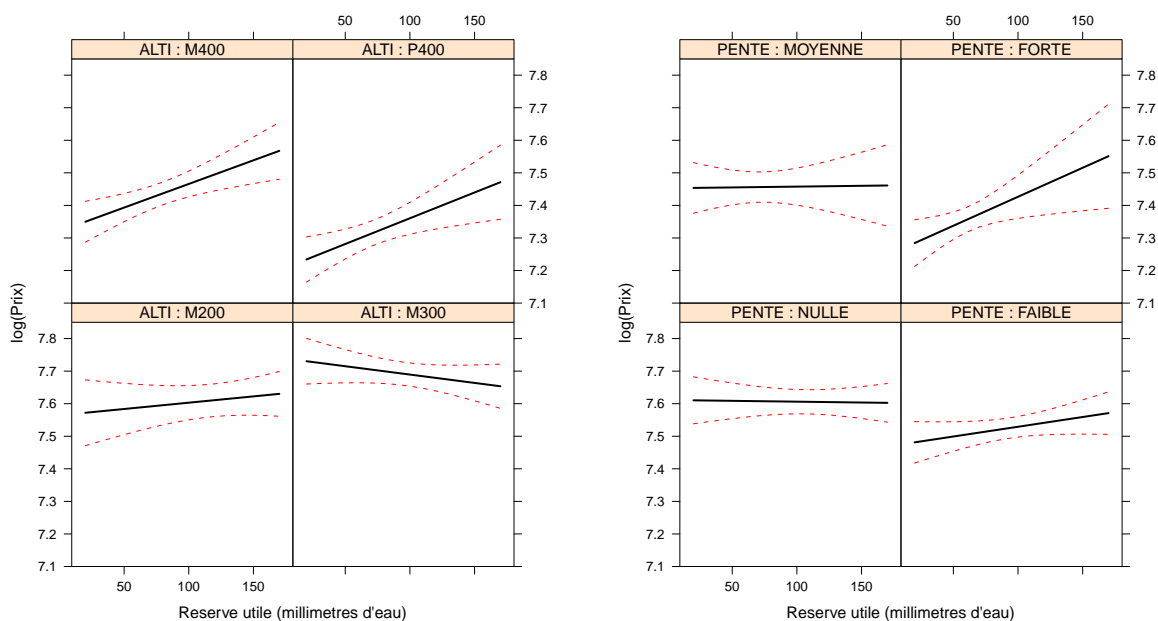 50 100 150
50 100 150
ALTI : M400 ALTI : P400
PENTE : MOYENNE PENTE : FORTE
7.8
7.7
7.6
7.5
7.4
7.3
7.2
7.1
7.8
7.7
7.6
7.5
7.4
7.3
7.2
7.1
log(Prix)
log(Prix)
ALTI : M200 ALTI : M300
PENTE : NULLE PENTE : FAIBLE
7.8
7.7
7.6
7.5
7.4
7.3
7.2
7.1
7.8
7.7
7.6
7.5
7.4
7.3
7.2
7.1
50 100 150
50 100 150
Reserve utile (millimetres d'eau)
Reserve utile (millimetres d'eau)